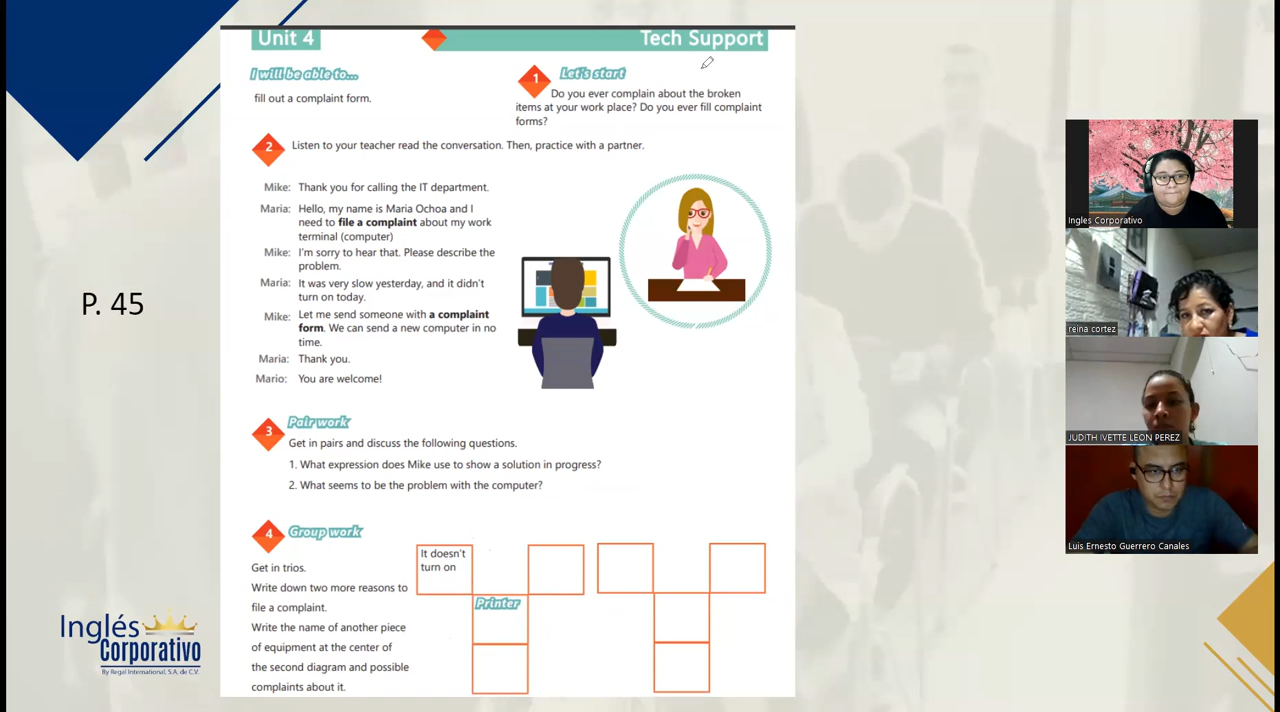 Unit 4
Tech Support
I will be able to...
fill out a complaint form.
1
Let's start
Do you ever complain about the broken
items at your work place? Do you ever fill complaint
forms?
2
Listen to your teacher read the conversation. Then, practice with a partner.
Mike: Thank you for calling the IT department.
Maria: Hello, my name is Maria Ochoa and I
need to file a complaint about my work
terminal (computer)
Mike: I'm sorry to hear that. Please describe the
problem.
Maria: It was very slow yesterday, and it didn't
turn on today.
Mike: Let me send someone with a complaint
form. We can send a new computer in no
time.
Maria: Thank you.
Mario: You are welcome!
3
Pair work
Get in pairs and discuss the following questions.
1. What expression does Mike use to show a solution in progress?
2. What seems to be the problem with the computer?
4
Group work
Get in trios.
Write down two more reasons to
file a complaint.
Write the name of another piece
of equipment at the center of
the second diagram and possible
complaints about it.
It doesn't
turn on
Printer
P. 45
Inglés
Corporativo
By Regal International, S.A. de C.V.
Ingles Corporativo
reina cortez
JUDITH IVETTE LEON PEREZ
Luis Ernesto Guerrero Canales